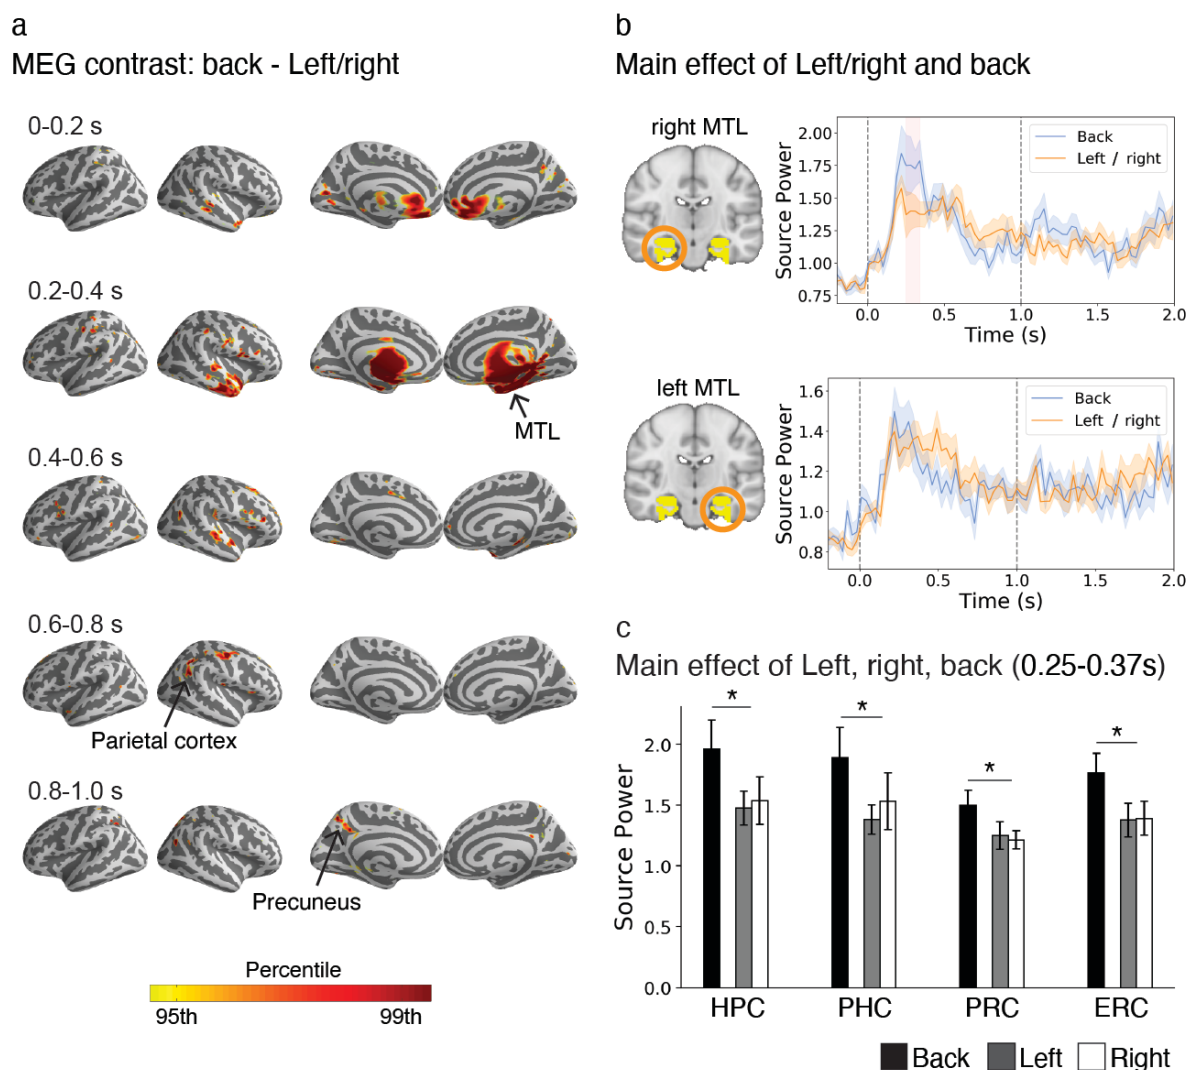 a
MEG contrast: back - Left/right
0-0.2 s
0.2-0.4 s
MTL
0.4-0.6 s
0.6-0.8 s
Parietal cortex
0.8-1.0 s
Precuneus
Percentile
95th
99th
b
Main effect of Left/right and back
right MTL
Source Power
2.00
1.75
1.50
1.25
1.00
0.75
Back
Left / right
0.0
0.5
1.0
1.5
2.0
Time (s)
left MTL
Source Power
1.6
1.4
1.2
1.0
0.8
Back
Left / right
0.0
0.5
1.0
1.5
2.0
Time (s)
c
Main effect of Left, right, back (0.25-0.37s)
Source Power
2.0
1.5
1.0
0.5
0.0
*
*
*
*
HPC
PHC
PRC
ERC
Back
Left
Right